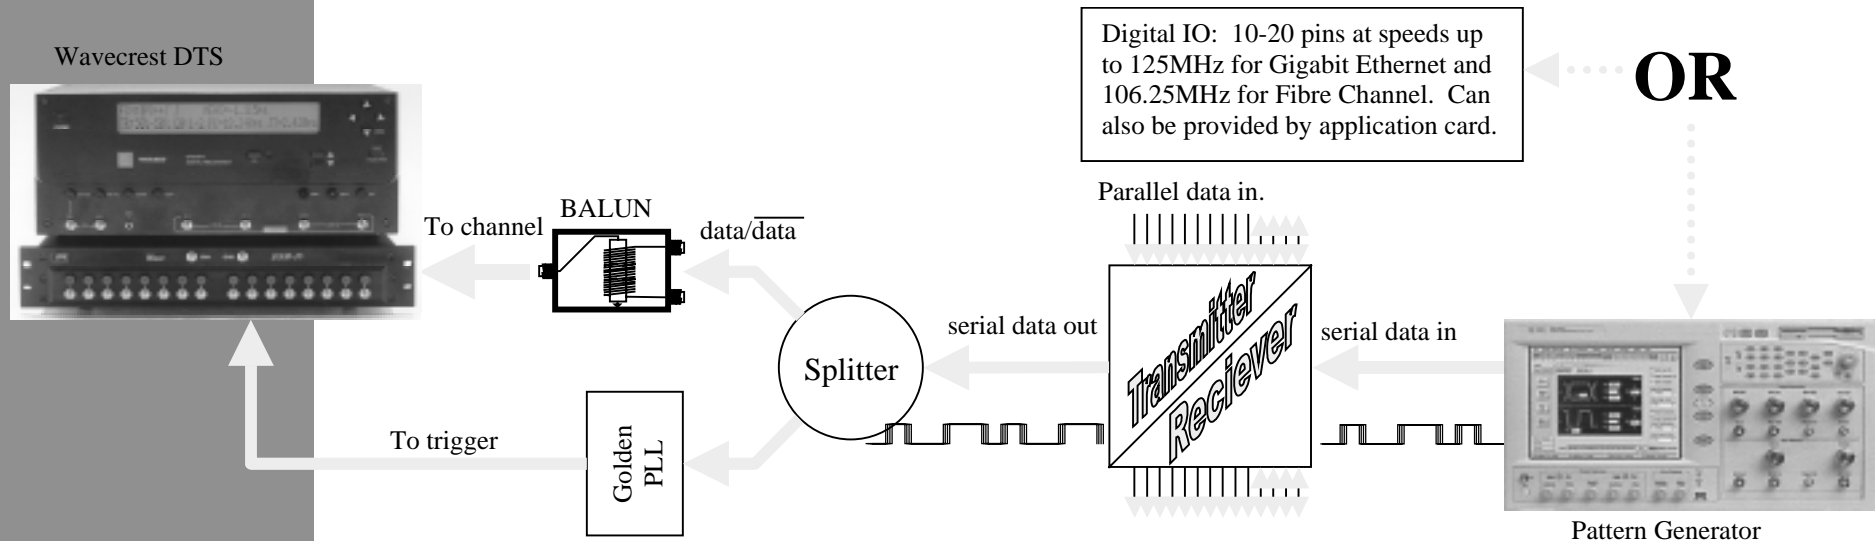 Wavecrest DTS
Digital IO: 10-20 pins at speeds up
to 125MHz for Gigabit Ethernet and
106.25MHz for Fibre Channel. Can
also be provided by application card.
OR
Parallel data in.
To channel
BALUN
data/data
serial data out
Transmitter
Reciever
serial data in
Splitter
To trigger
Golden
PLL
Pattern Generator